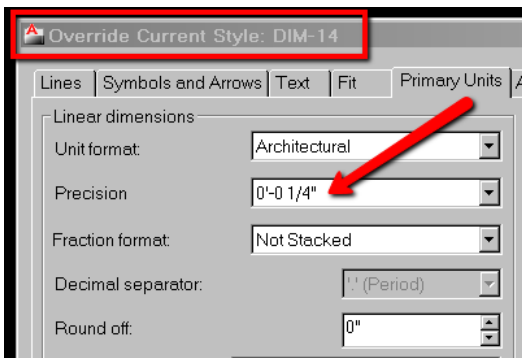 Override Current Style: DIM-14
Lines Symbols and Arrows Text Fit Primary Units A
Linear dimensions
Unit format: Architectural
Precision 0'-0 1/4"
Fraction format: Not Stacked
Decimal separator: '.' (Period)
Round off: 0"